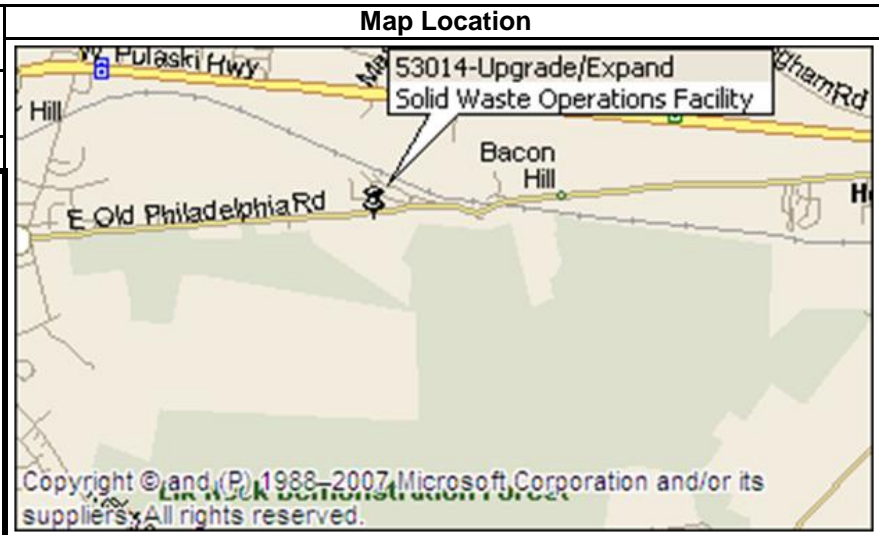 Map Location
W Pulaski Hwy
53014-Upgrade/Expand
Solid Waste Operations Facility
Rd
Hill
Bacon
Hill
E Old Philadelphia Rd
Copyright © and (P) 1988–2007 Microsoft Corporation and/or its
suppliers. All rights reserved.